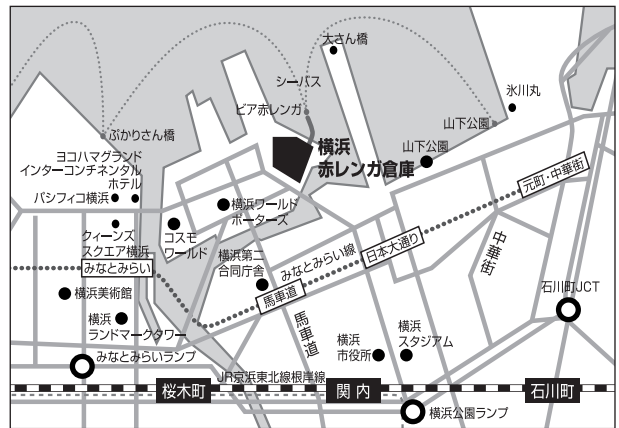 大さん橋
シーバス
ピア赤レンガ
氷川丸
山下公園
ぷかりさん橋
横浜
赤レンガ倉庫
山下公園
ヨコハマグランド
インターコンチネンタル
ホテル
パシフィコ横浜
元町・中華街
横浜ワールド
ポーターズ
クィーンズ
スクエア横浜
コスモ
ワールド
横浜第二
合同庁舎
みなとみらい線
日本大通り
中華街
みなとみらい
馬車道
横浜美術館
石川町JCT
横浜
ランドマークタワー
馬車道
横浜
市役所
横浜
スタジアム
みなとみらいランプ
JR京浜東北線根岸線
桜木町
関内
石川町
横浜公園ランプ